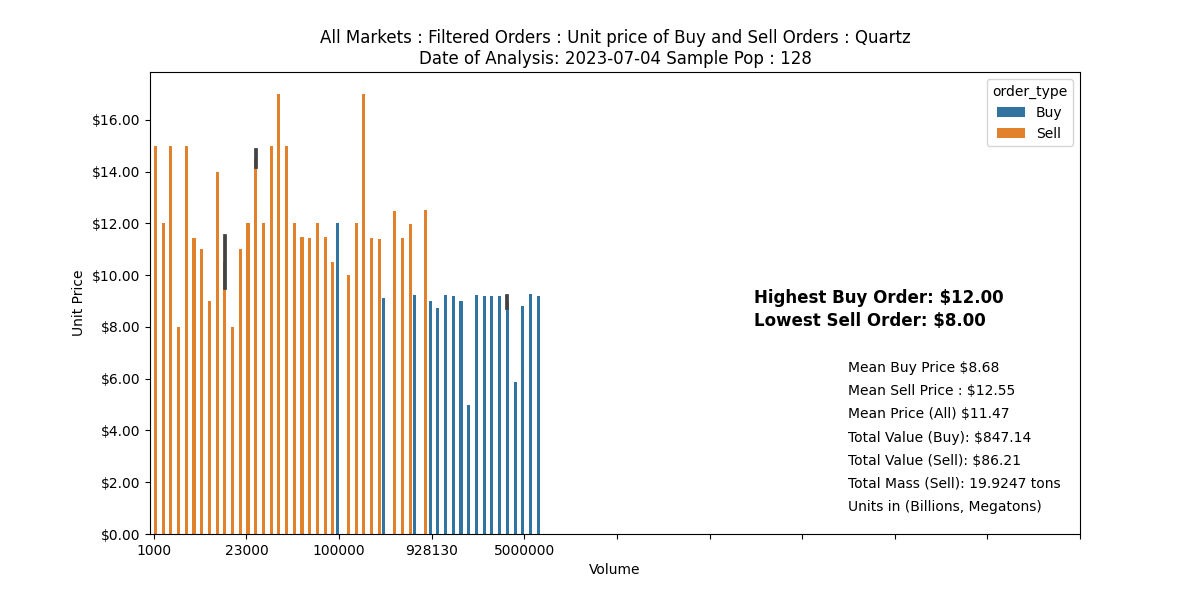 All Markets : Filtered Orders : Unit price of Buy and Sell Orders : Quartz
Date of Analysis: 2023-07-04 Sample Pop : 128
order_type
Buy
Sell
$16.00
$14.00
$12.00
$10.00
$8.00
$6.00
$4.00
$2.00
$0.00
Unit Price
Highest Buy Order: $12.00
Lowest Sell Order: $8.00
Mean Buy Price $8.68
Mean Sell Price : $12.55
Mean Price (All) $11.47
Total Value (Buy): $847.14
Total Value (Sell): $86.21
Total Mass (Sell): 19.9247 tons
Units in (Billions, Megatons)
1000 23000 100000 928130 5000000
Volume